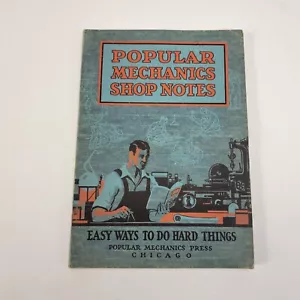 POPULAR
MECHANICS
SHOP NOTES
EASY WAYS TO DO HARD THINGS
POPULAR MECHANICS PRESS
CHICAGO